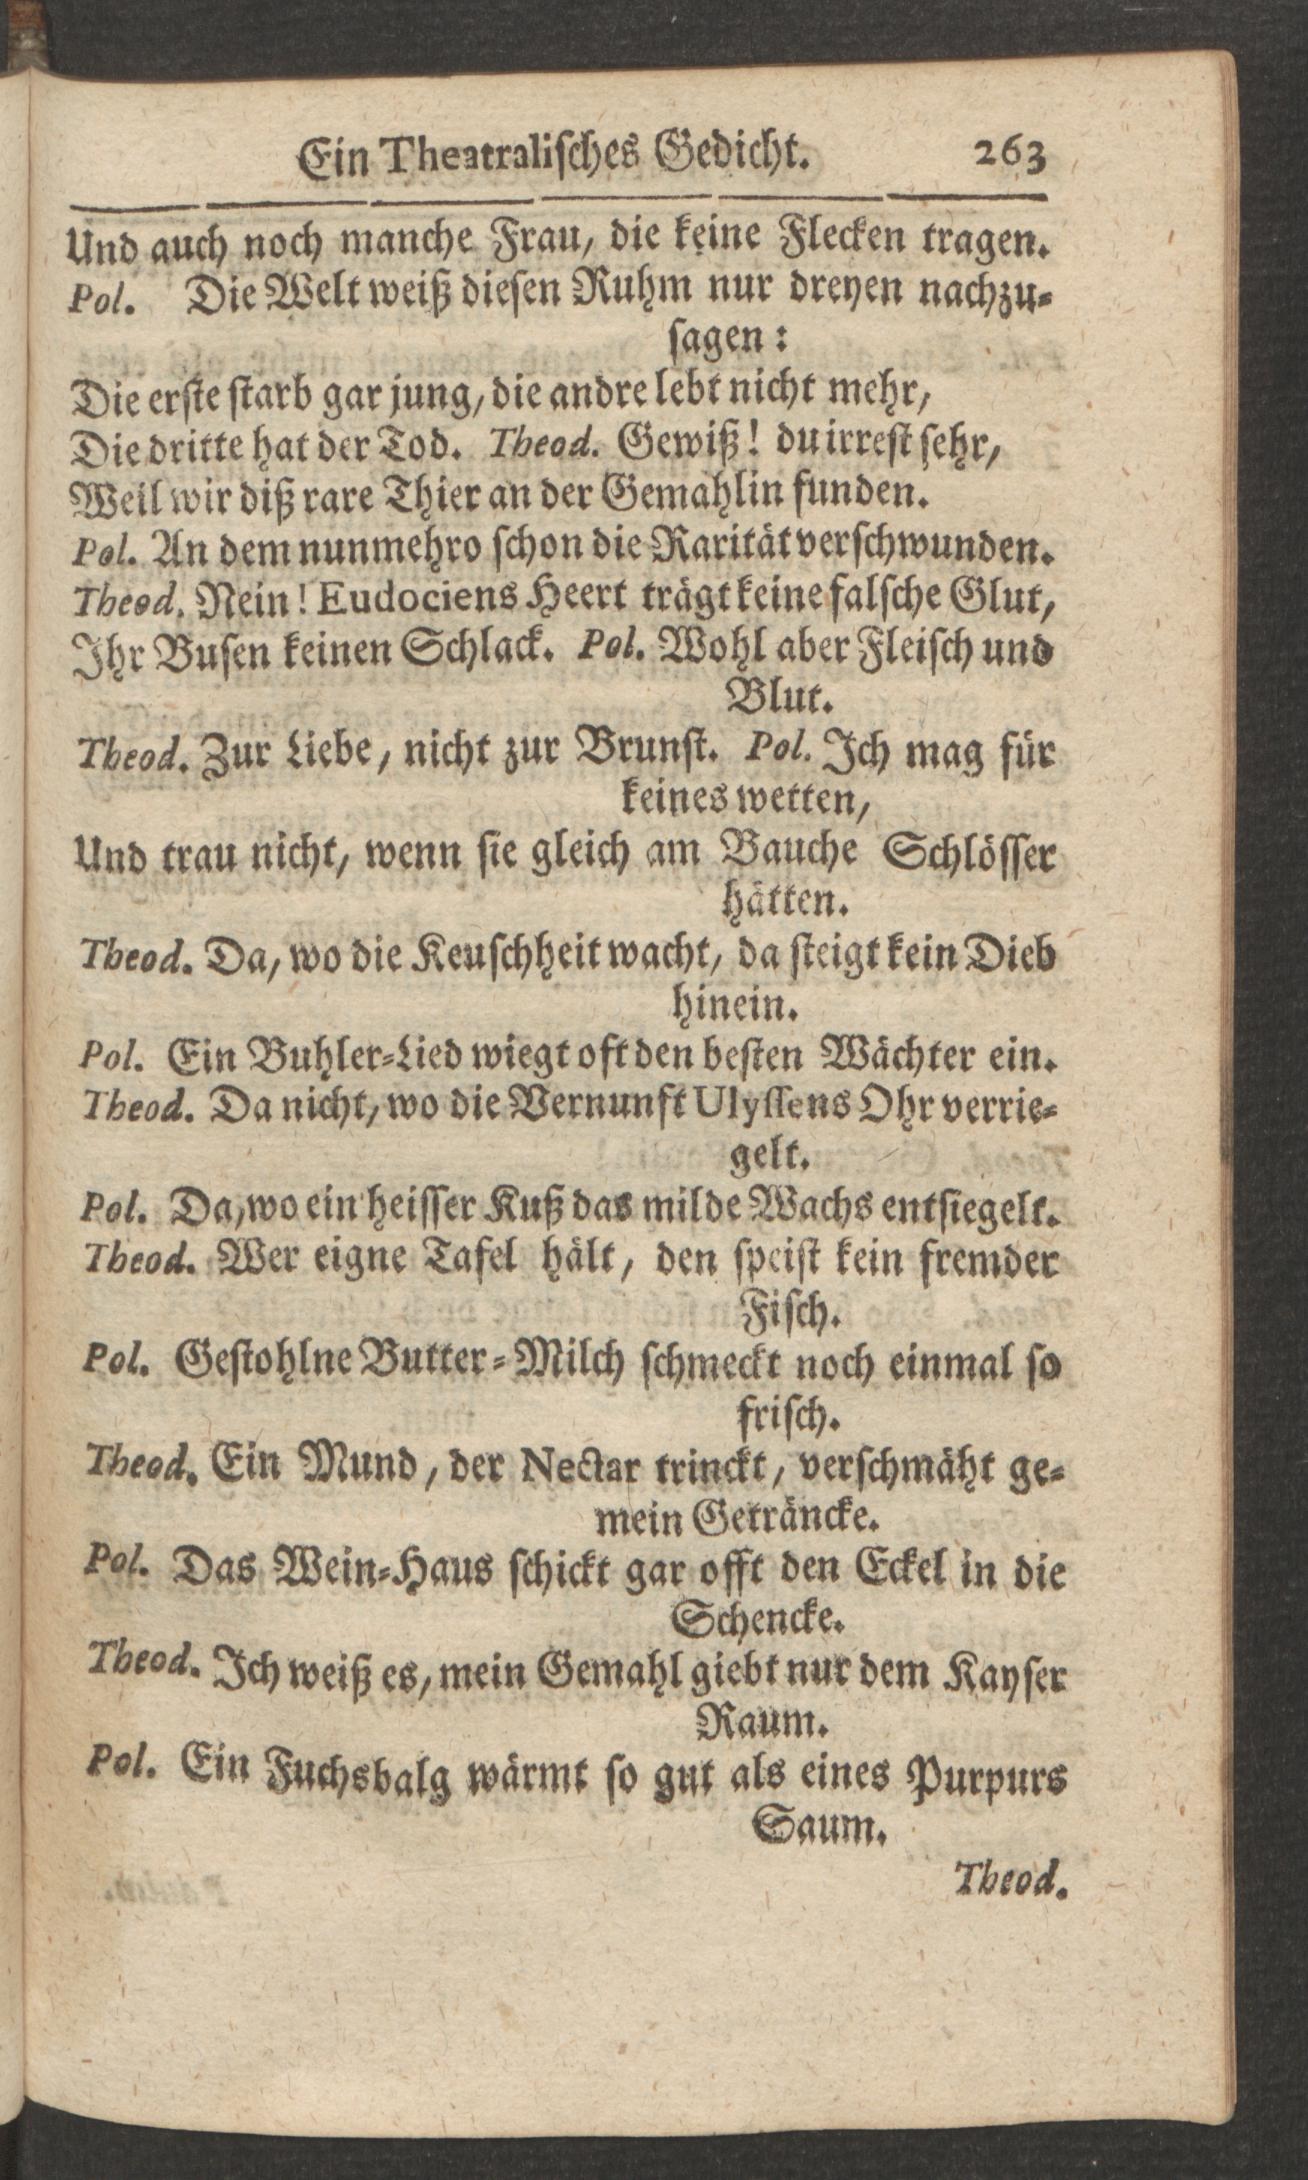 Ein Theatralisches Gedicht. 263
Und auch noch manche Frau, die keine Flecken tragen.
Pol. Die Welt weiß diesen Ruhm nur dreyen nachzu-
sagen:
Die erste starb gar jung, die andre lebt nicht mehr,
Die dritte hat der Tod. Theod. Gewiß! du irrest sehr,
Weil wir diß rare Thier an der Gemahlin funden.
Pol. An dem nunmehro schon die Rarität verschwunden.
Theod. Nein! Eudociens Heert trägt keine falsche Glut,
Ihr Busen keinen Schlack. Pol. Wohl aber Fleisch und
Blut.
Theod. Zur Liebe, nicht zur Brunst. Pol. Ich mag für
keines wetten,
Und trau nicht, wenn sie gleich am Bauche Schlösser
hätten.
Theod. Da, wo die Keuschheit wacht, da steigt kein Dieb
hinein.
Pol. Ein Buhler-Lied wiegt oft den besten Wächter ein.
Theod. Da nicht, wo die Vernunft Ulyssens Ohr verrie-
gelt.
Pol. Da, wo ein heisser Kuß das milde Wachs entsiegelt.
Theod. Wer eigne Tafel hält, den speist kein fremder
Fisch.
Pol. Gestohlne Butter-Milch schmeckt noch einmal so
frisch.
Theod. Ein Mund, der Nectar trinckt, verschmäht ge-
mein Geträncke.
Pol. Das Wein-Haus schickt gar offt den Eckel in die
Schencke.
Theod. Ich weiß es, mein Gemahl giebt nur dem Kayser
Raum.
Pol. Ein Fuchsbalg wärmt so gut als eines Purpurs
Saum.
Theod.